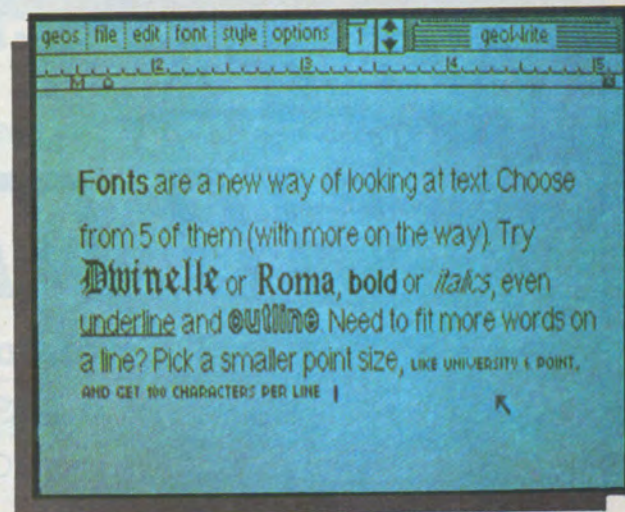 geos file edit font style options 1 geoWrite
2 3 4 5
M
Fonts are a new way of looking at text. Choose
from 5 of them (with more on the way). Try
Dwinelle or Roma, bold or italics, even
underline and outline. Need to fit more words on
a line? Pick a smaller point size, LIKE UNIVERSITY 6 POINT,
AND GET 100 CHARACTERS PER LINE